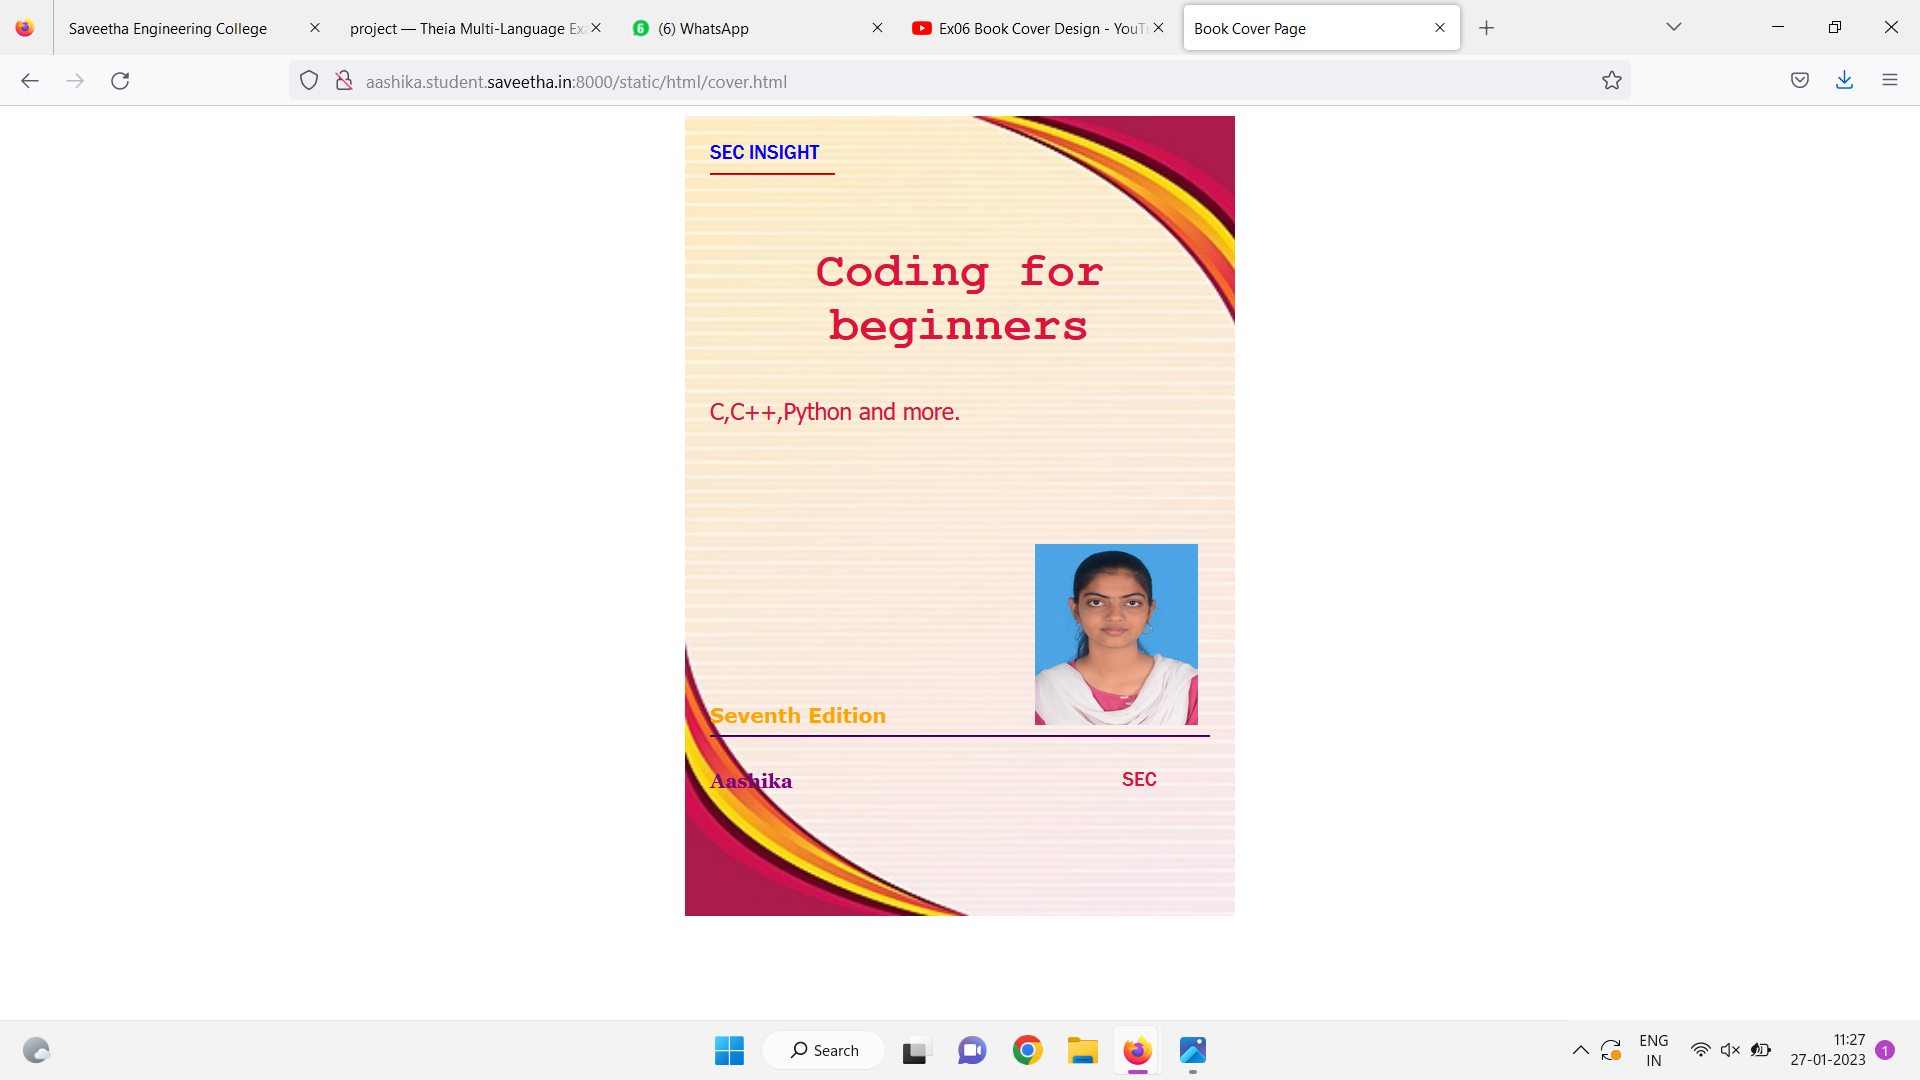 Saveetha Engineering College
project — Theia Multi-Language Ex
6 (6) WhatsApp
Ex06 Book Cover Design - YouT
Book Cover Page
aashika.student.saveetha.in:8000/static/html/cover.html
SEC INSIGHT
Coding for
beginners
C,C++,Python and more.
Seventh Edition
Aashika
SEC
Search
ENG
IN
11:27
27-01-2023
1